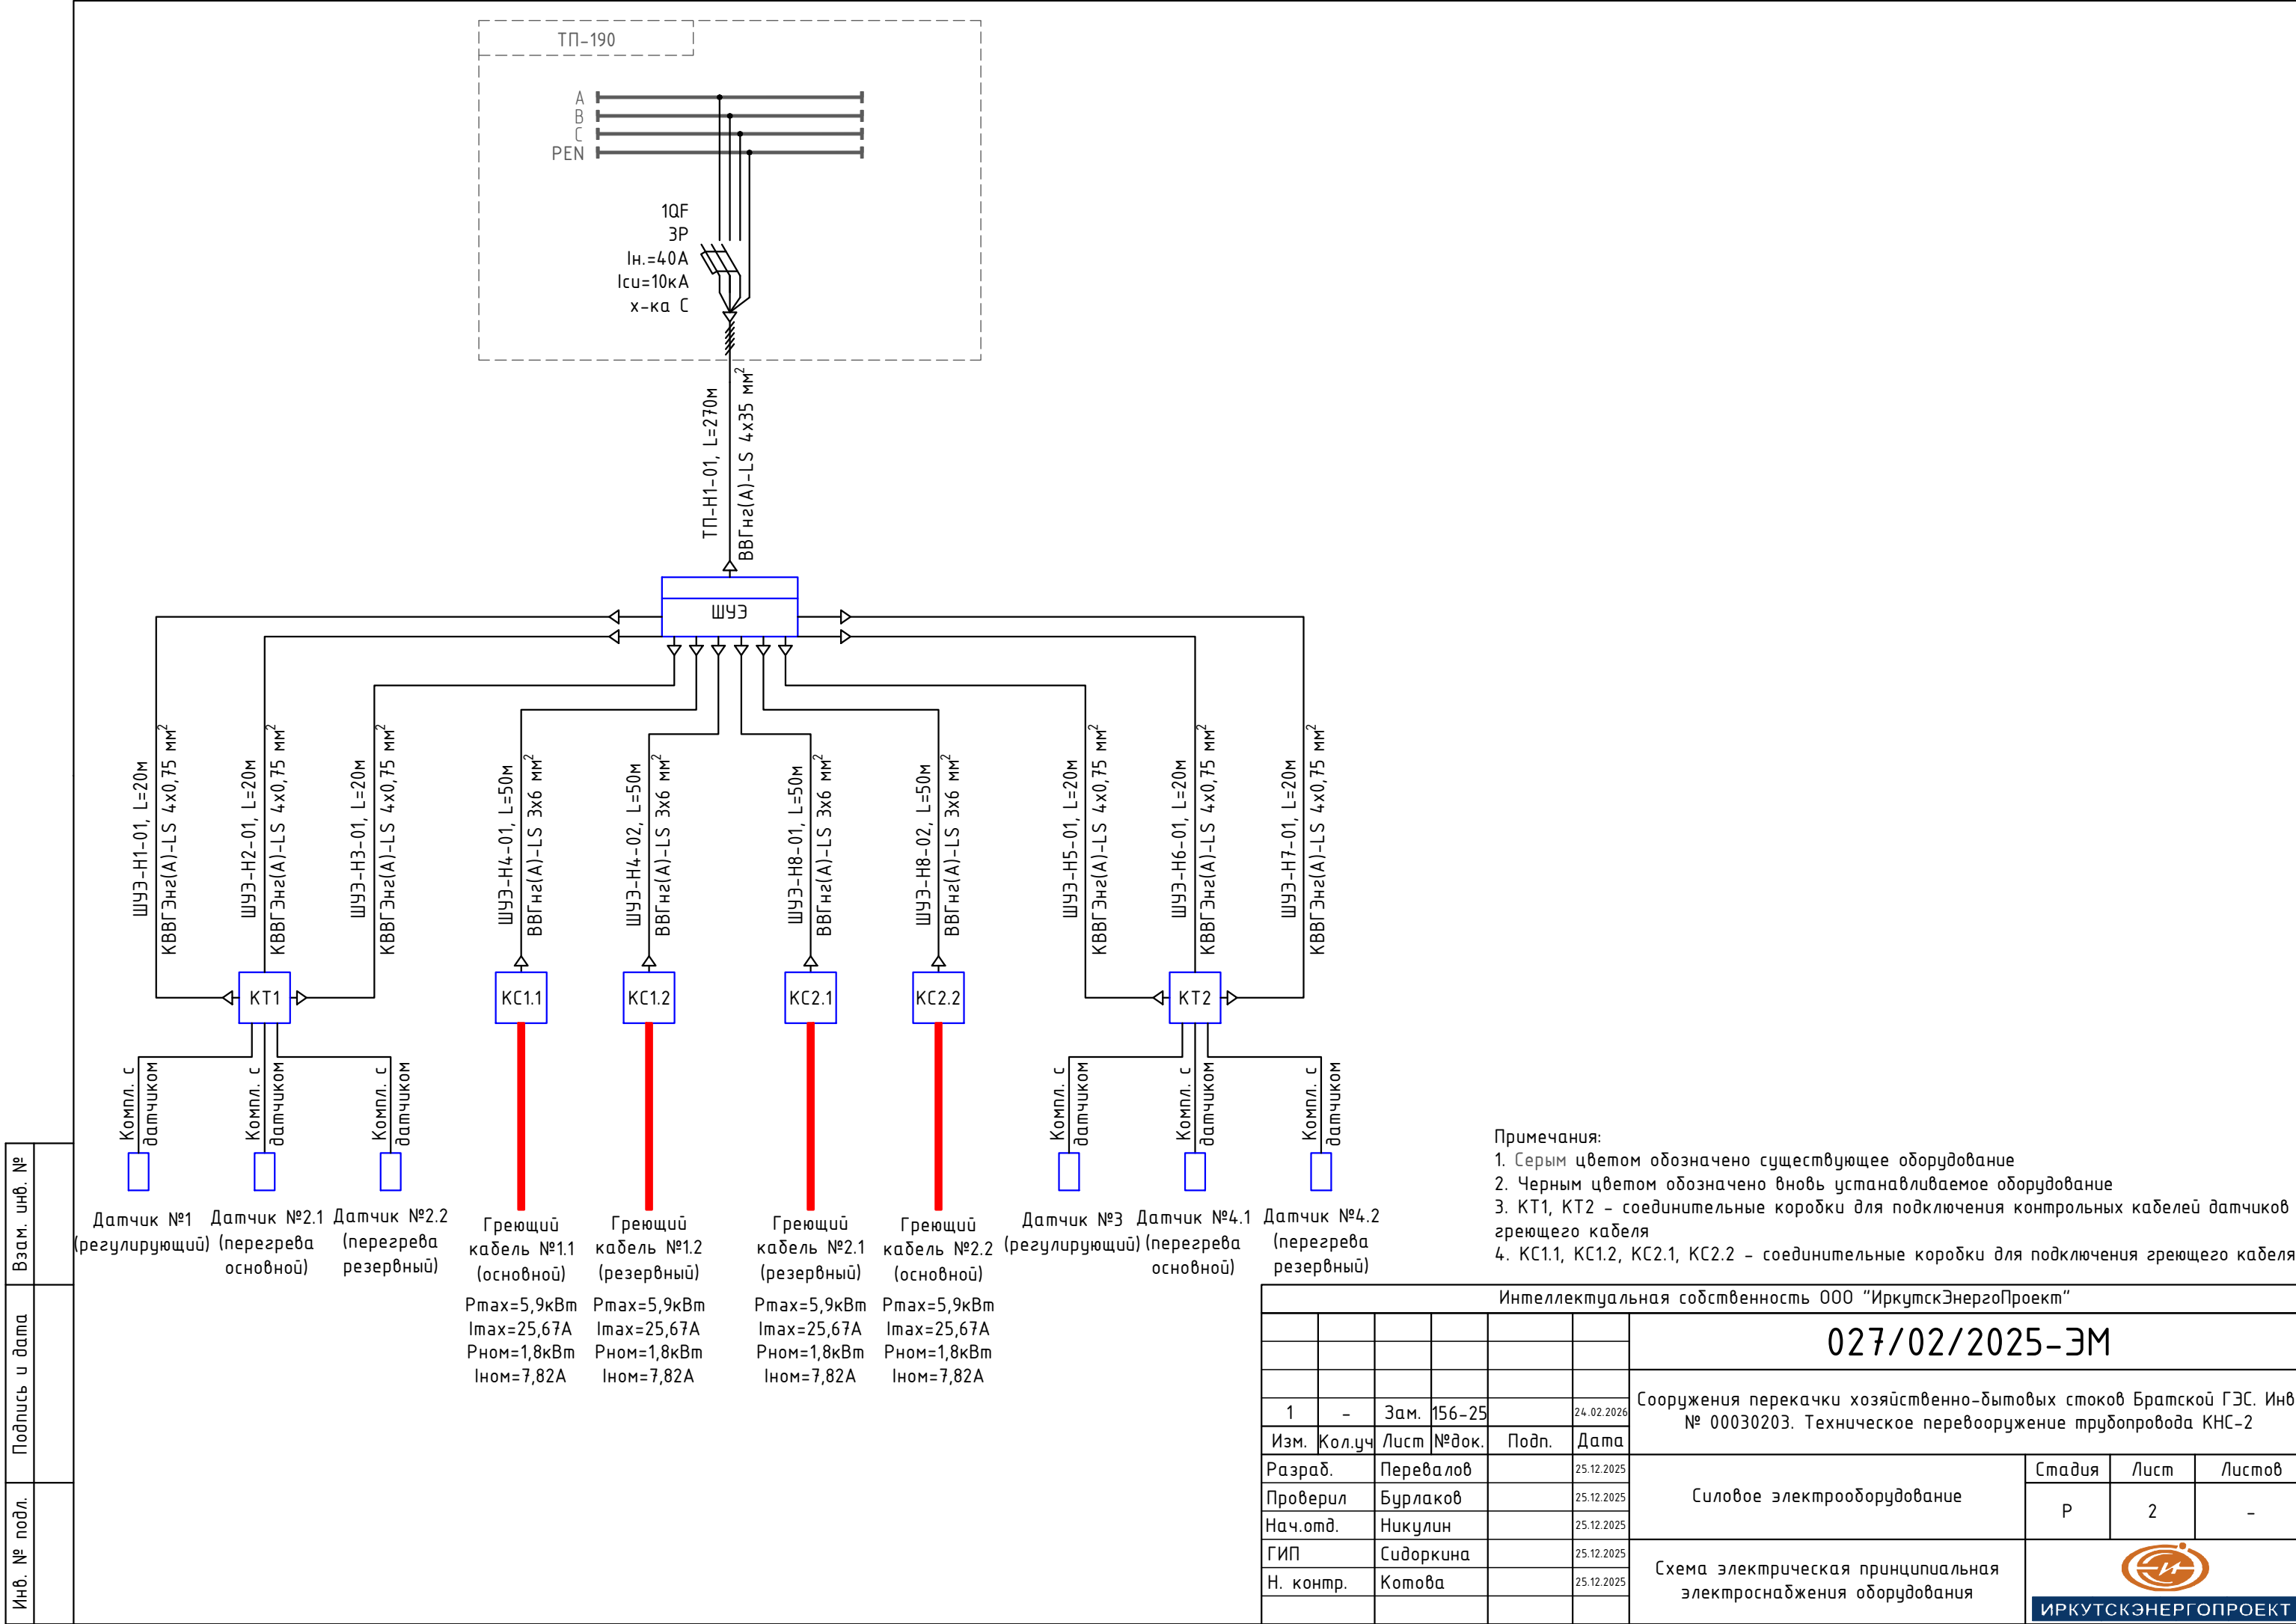 ТП-190
A
B
C
PEN
1QF
3P
Iн.=40А
Icu=10кА
х-ка С
ТП-Н1-01, L=270м
ВВГнг(А)-LS 4х35 мм²
ШУЭ
ШУЭ-Н1-01, L=20м
КВВГЭнг(А)-LS 4х0,75 мм²
ШУЭ-Н2-01, L=20м
КВВГЭнг(А)-LS 4х0,75 мм²
ШУЭ-Н3-01, L=20м
КВВГЭнг(А)-LS 4х0,75 мм²
ШУЭ-Н4-01, L=50м
ВВГнг(А)-LS 3х6 мм²
ШУЭ-Н4-02, L=50м
ВВГнг(А)-LS 3х6 мм²
ШУЭ-Н8-01, L=50м
ВВГнг(А)-LS 3х6 мм²
ШУЭ-Н8-02, L=50м
ВВГнг(А)-LS 3х6 мм²
ШУЭ-Н5-01, L=20м
КВВГЭнг(А)-LS 4х0,75 мм²
ШУЭ-Н6-01, L=20м
КВВГЭнг(А)-LS 4х0,75 мм²
ШУЭ-Н7-01, L=20м
КВВГЭнг(А)-LS 4х0,75 мм²
КТ1
КС1.1
КС1.2
КС2.1
КС2.2
КТ2
Компл. с
датчиком
Компл. с
датчиком
Компл. с
датчиком
Компл. с
датчиком
Компл. с
датчиком
Компл. с
датчиком
Датчик №1
(регулирующий)
Датчик №2.1
(перегрева
основной)
Датчик №2.2
(перегрева
резервный)
Греющий
кабель №1.1
(основной)
Pmax=5,9кВт
Imax=25,67А
Рном=1,8кВт
Iном=7,82А
Греющий
кабель №1.2
(резервный)
Pmax=5,9кВт
Imax=25,67А
Рном=1,8кВт
Iном=7,82А
Греющий
кабель №2.1
(резервный)
Pmax=5,9кВт
Imax=25,67А
Рном=1,8кВт
Iном=7,82А
Греющий
кабель №2.2
(основной)
Pmax=5,9кВт
Imax=25,67А
Рном=1,8кВт
Iном=7,82А
Датчик №3
(регулирующий)
Датчик №4.1
(перегрева
основной)
Датчик №4.2
(перегрева
резервный)
Примечания:
1. Серым цветом обозначено существующее оборудование
2. Черным цветом обозначено вновь устанавливаемое оборудование
3. КТ1, КТ2 - соединительные коробки для подключения контрольных кабелей датчиков
греющего кабеля
4. КС1.1, КС1.2, КС2.1, КС2.2 - соединительные коробки для подключения греющего кабеля
Интеллектуальная собственность ООО "ИркутскЭнергоПроект"
027/02/2025-ЭМ
Сооружения перекачки хозяйственно-бытовых стоков Братской ГЭС. Инв
№ 00030203. Техническое перевооружение трубопровода КНС-2
1 - Зам. 156-25 24.02.2026
Изм. Кол.уч Лист №док. Подп. Дата
Разраб. Перевалов 25.12.2025
Проверил Бурлаков 25.12.2025
Нач.отд. Никулин 25.12.2025
ГИП Сидоркина 25.12.2025
Н. контр. Котова 25.12.2025
Силовое электрооборудование
Стадия Лист Листов
Р 2 -
Схема электрическая принципиальная
электроснабжения оборудования
ИРКУТСКЭНЕРГОПРОЕКТ
Взам. инв. №
Подпись и дата
Инв. № подл.